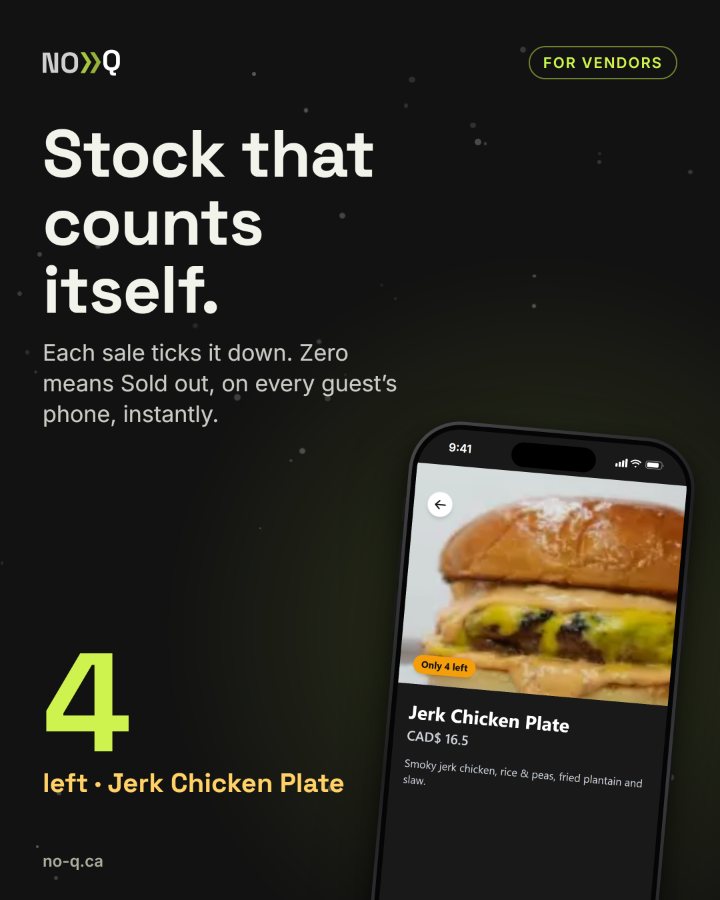 NO»Q
FOR VENDORS
Stock that
counts
itself.
Each sale ticks it down. Zero
means Sold out, on every guest’s
phone, instantly.
9:41
Only 4 left
Jerk Chicken Plate
CAD$ 16.5
Smoky jerk chicken, rice & peas, fried plantain and
slaw.
4
left · Jerk Chicken Plate
no-q.ca